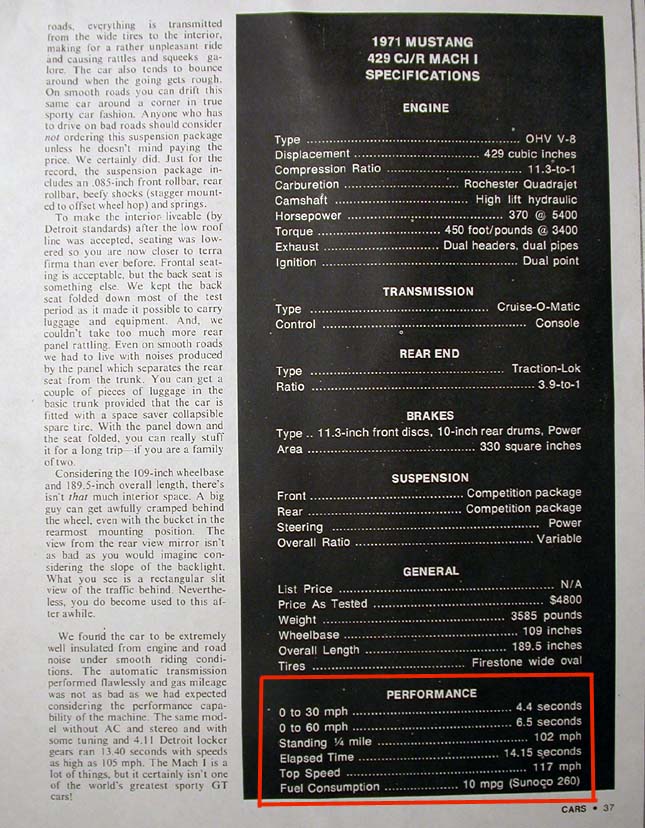 roads, everything is transmitted
from the wide tires to the interior,
making for a rather unpleasant ride
and causing rattles and squeeks ga-
lore. The car also tends to bounce
around when the going gets rough.
On smooth roads you can drift this
same car around a corner in true
sporty car fashion. Anyone who has
to drive on bad roads should consider
not ordering this suspension package
unless he doesn't mind paying the
price. We certainly did. Just for the
record, the suspension package in-
cludes an .085-inch front rollbar, rear
rollbar, beefy shocks (stagger mount-
ed to offset wheel hop) and springs.
To make the interior liveable (by
Detroit standards) after the low roof
line was accepted, seating was low-
ered so you are now closer to terra
firma than ever before. Frontal seat-
ing is acceptable, but the back seat is
something else. We kept the back
seat folded down most of the test
period as it made it possible to carry
luggage and equipment. And, we
couldn't take too much more rear
panel rattling. Even on smooth roads
we had to live with noises produced
by the panel which separates the rear
seat from the trunk. You can get a
couple of pieces of luggage in the
basic trunk provided that the car is
fitted with a space saver collapsible
spare tire. With the panel down and
the seat folded, you can really stuff
it for a long trip—if you are a family
of two.
Considering the 109-inch wheelbase
and 189.5-inch overall length, there's
isn't that much interior space. A big
guy can get awfully cramped behind
the wheel, even with the bucket in the
rearmost mounting position. The
view from the rear view mirror isn't
as bad as you would imagine con-
sidering the slope of the backlight.
What you see is a rectangular slit
view of the traffic behind. Neverthe-
less, you do become used to this af-
ter awhile.
We found the car to be extremely
well insulated from engine and road
noise under smooth riding condi-
tions. The automatic transmission
performed flawlessly and gas mileage
was not as bad as we had expected
considering the performance capa-
bility of the machine. The same mod-
el without AC and stereo and with
some tuning and 4.11 Detroit locker
gears ran 13.40 seconds with speeds
as high as 105 mph. The Mach I is a
lot of things, but it certainly isn't one
of the world's greatest sporty GT
cars!
1971 MUSTANG
429 CJ/R MACH I
SPECIFICATIONS
ENGINE
Type ........ OHV V-8
Displacement ........ 429 cubic inches
Compression Ratio ........ 11.3-to-1
Carburetion ........ Rochester Quadrajet
Camshaft ........ High lift hydraulic
Horsepower ........ 370 @ 5400
Torque ........ 450 foot/pounds @ 3400
Exhaust ........ Dual headers, dual pipes
Ignition ........ Dual point
TRANSMISSION
Type ........ Cruise-O-Matic
Control ........ Console
REAR END
Type ........ Traction-Lok
Ratio ........ 3.9-to-1
BRAKES
Type .. 11.3-inch front discs, 10-inch rear drums, Power
Area ........ 330 square inches
SUSPENSION
Front ........ Competition package
Rear ........ Competition package
Steering ........ Power
Overall Ratio ........ Variable
GENERAL
List Price ........ N/A
Price As Tested ........ $4800
Weight ........ 3585 pounds
Wheelbase ........ 109 inches
Overall Length ........ 189.5 inches
Tires ........ Firestone wide oval
PERFORMANCE
0 to 30 mph ........ 4.4 seconds
0 to 60 mph ........ 6.5 seconds
Standing ¼ mile ........ 102 mph
Elapsed Time ........ 14.15 seconds
Top Speed ........ 117 mph
Fuel Consumption ........ 10 mpg (Sunoco 260)
CARS • 37